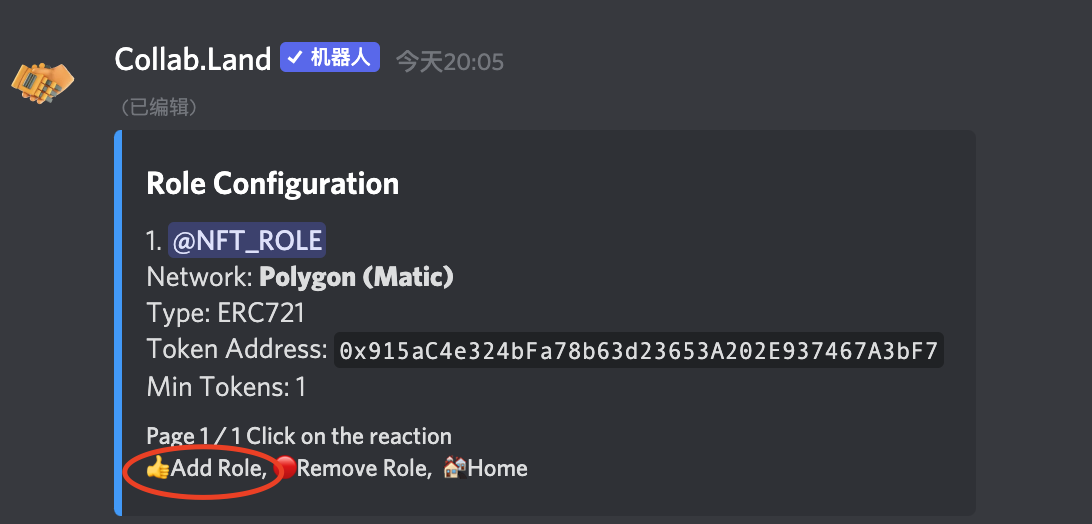 Collab.Land ✓ 机器人 今天20:05
(已编辑)
Role Configuration
1. @NFT_ROLE
Network: Polygon (Matic)
Type: ERC721
Token Address: 0x915aC4e324bFa78b63d23653A202E937467A3bF7
Min Tokens: 1
Page 1 / 1 Click on the reaction
👍Add Role, 🔴Remove Role, 🏘Home